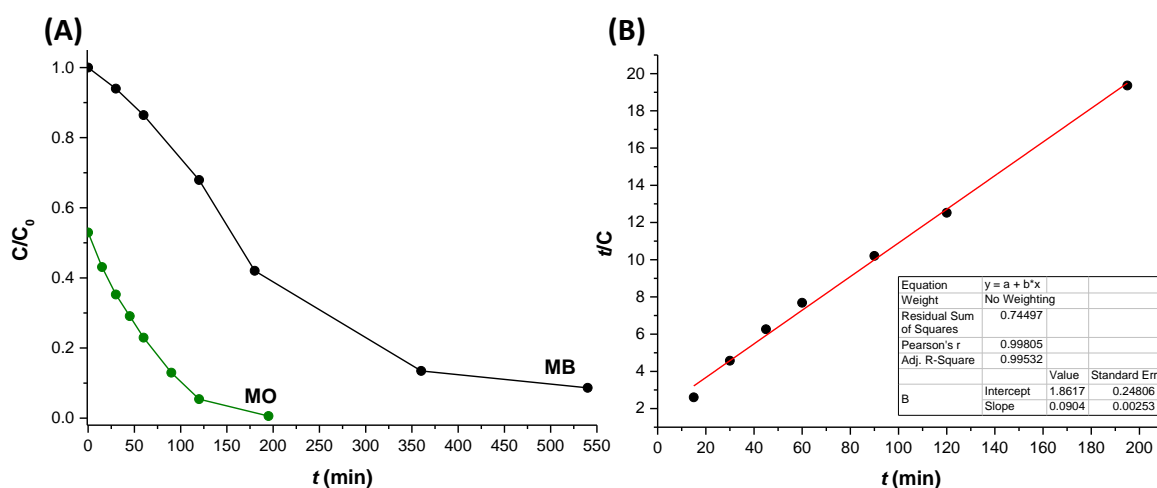 (A)
C/C0
1.0
0.8
0.6
0.4
0.2
0.0
MO
MB
0 50 100 150 200 250 300 350 400 450 500 550
t (min)
(B)
t/C
20
18
16
14
12
10
8
6
4
2
Equation y = a + b*x
Weight No Weighting
Residual Sum of Squares 0.74497
Pearson's r 0.99805
Adj. R-Square 0.99532
Value Standard Err
B Intercept 1.8617 0.24806
Slope 0.0904 0.00253
0 20 40 60 80 100 120 140 160 180 200
t (min)